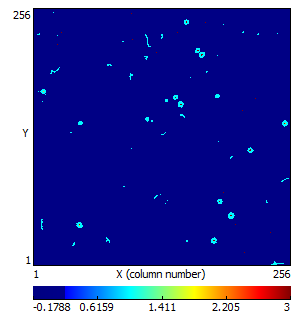 256
Y
1
1 X (column number) 256
-0.1788 0.6159 1.411 2.205 3